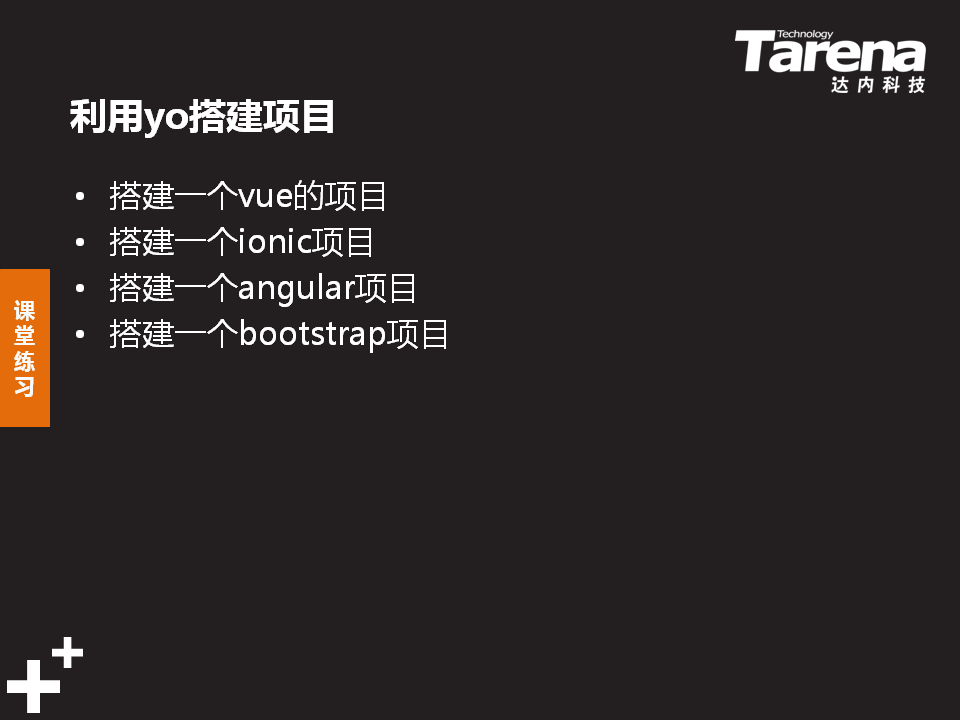 Technology
Tarena
达内科技
利用yo搭建项目
• 搭建一个vue的项目
• 搭建一个ionic项目
• 搭建一个angular项目
• 搭建一个bootstrap项目
课堂练习